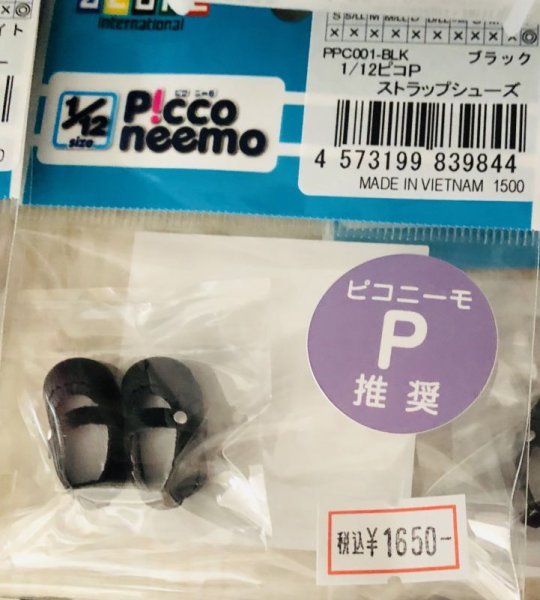 AZONE
international
PPC001-BLK ブラック
1/12ピコP
ストラップシューズ
4 573199 839844
MADE IN VIETNAM 1500
1/12
size
ピコ ニーモ
Picco
neemo
ピコニーモ
P
推奨
税込¥1650-